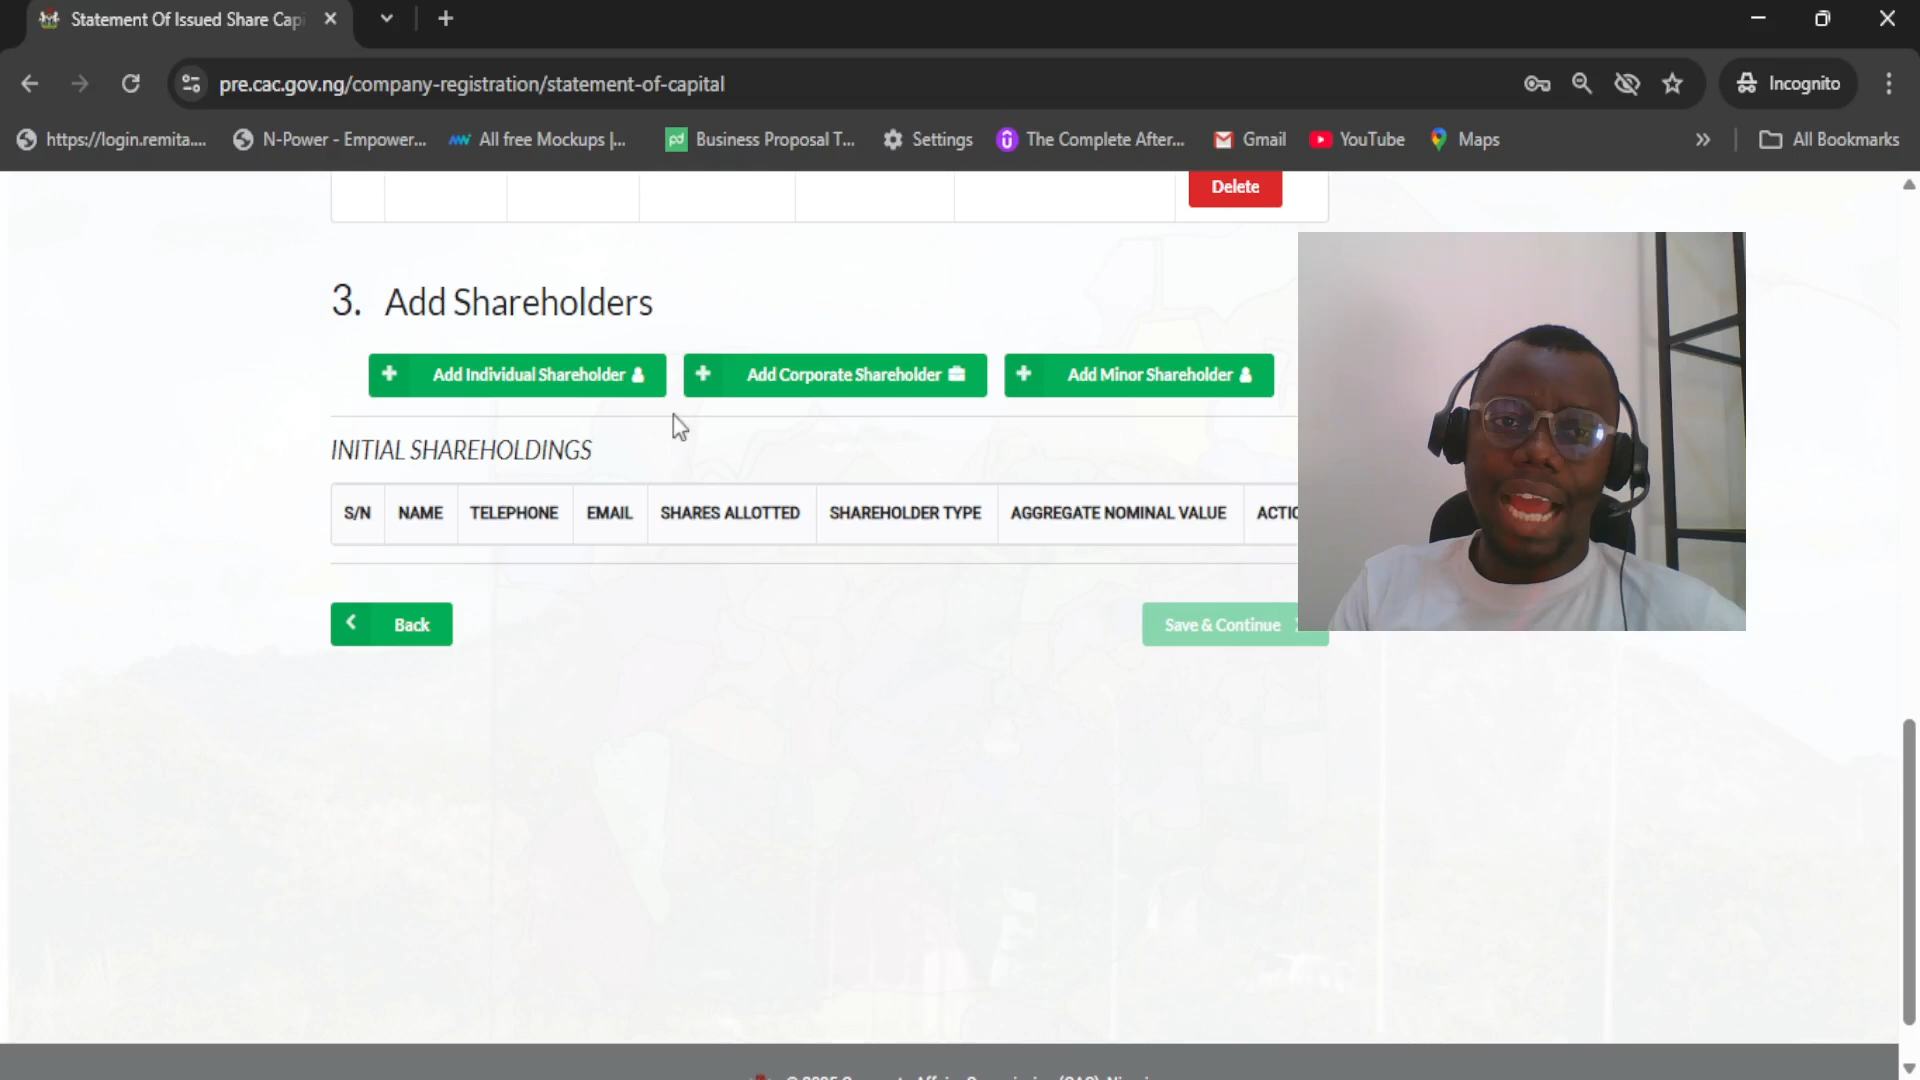 Statement Of Issued Share Cap
pre.cac.gov.ng/company-registration/statement-of-capital
Incognito
https://login.remita....
N-Power - Empower...
All free Mockups |...
pd
Business Proposal T...
Settings
The Complete After...
Gmail
YouTube
Maps
All Bookmarks
Delete
3. Add Shareholders
Add Individual Shareholder
Add Corporate Shareholder
Add Minor Shareholder
INITIAL SHAREHOLDINGS
S/N NAME TELEPHONE EMAIL SHARES ALLOTTED SHAREHOLDER TYPE AGGREGATE NOMINAL VALUE ACTIO
Back
Save & Continue